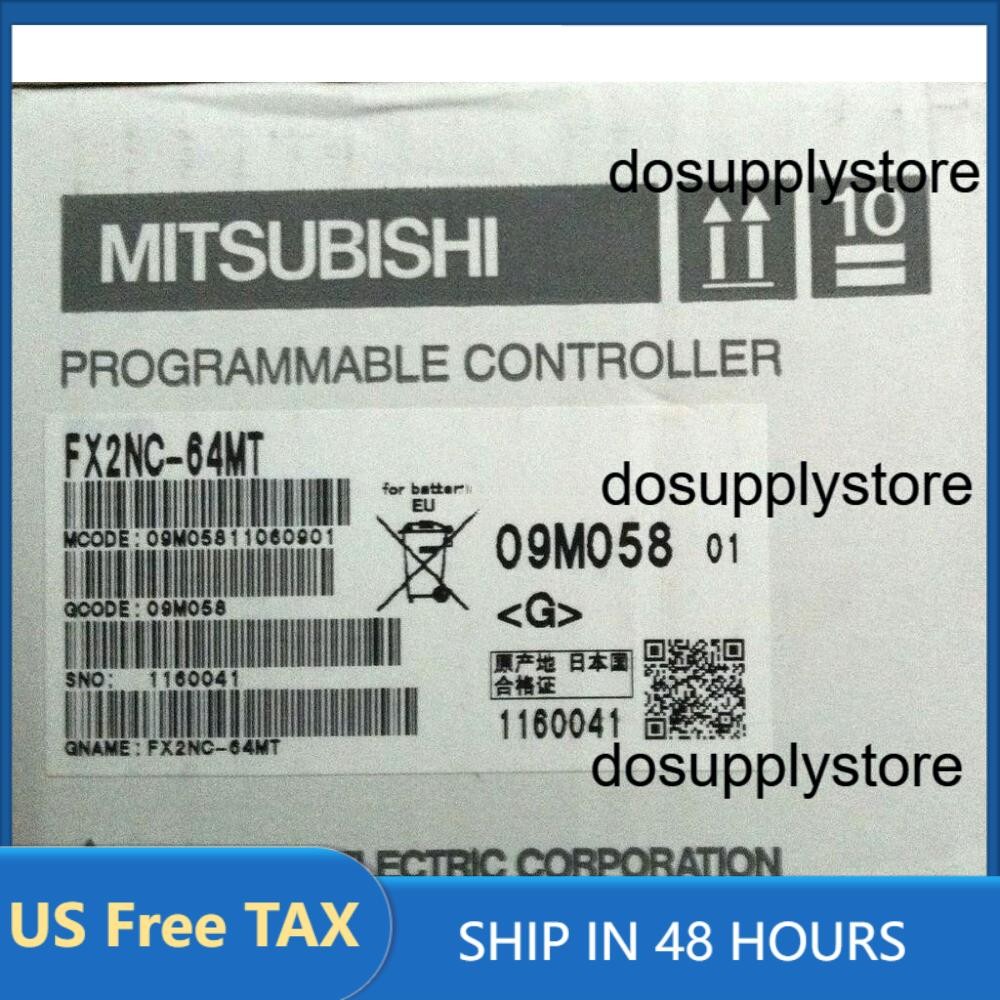 dosupplystore
MITSUBISHI
10
PROGRAMMABLE CONTROLLER
FX2NC-64MT
for battery
EU
dosupplystore
MCODE:09M05811060901
09M058 01
QCODE:09M058
<G>
SNO: 1160041
原产地 日本国
合格证
1160041
QNAME:FX2NC-64MT
dosupplystore
ELECTRIC CORPORATION
US Free TAX
SHIP IN 48 HOURS